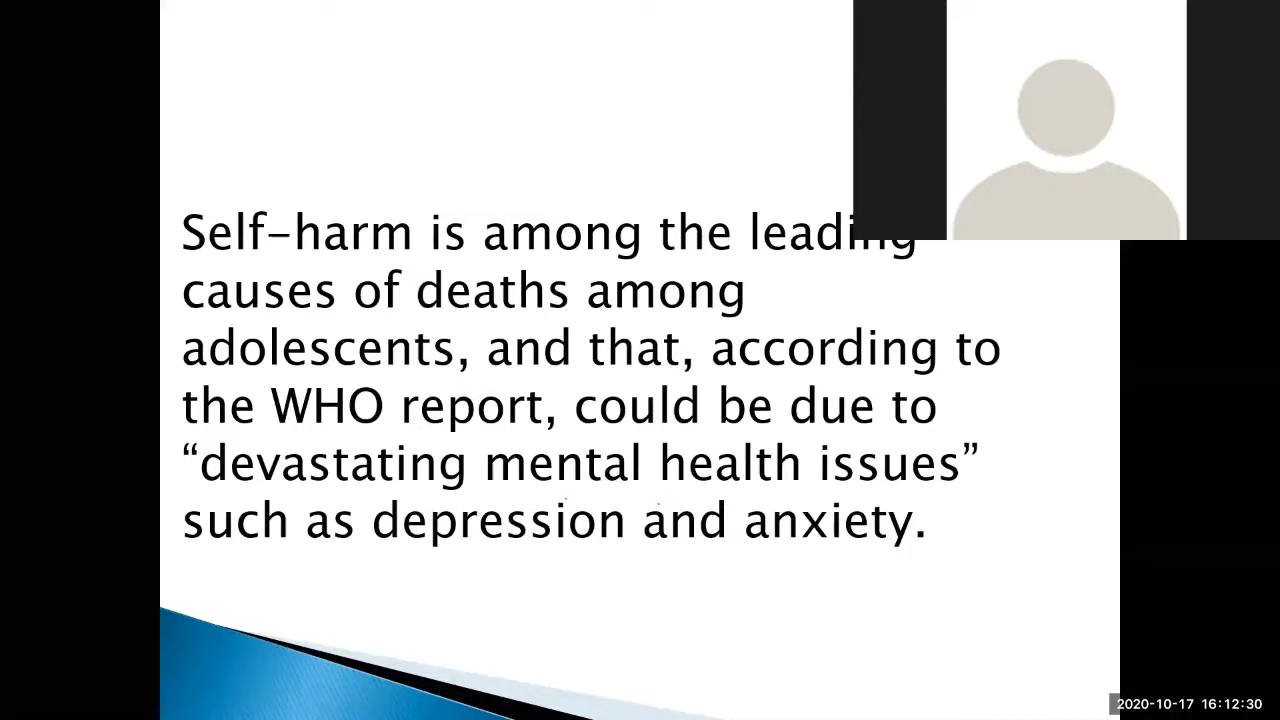 Self-harm is among the leading
causes of deaths among
adolescents, and that, according to
the WHO report, could be due to
“devastating mental health issues”
such as depression and anxiety.
2020-10-17 16:12:30